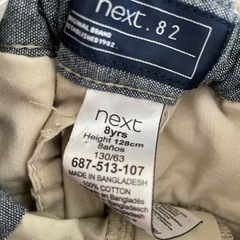 next.82
ORIGINAL BRAND
ESTABLISHED 1982.
next
8yrs
Height 128cm
8años
130/63
687-513-107
MADE IN BANGLADESH
100% COTTON